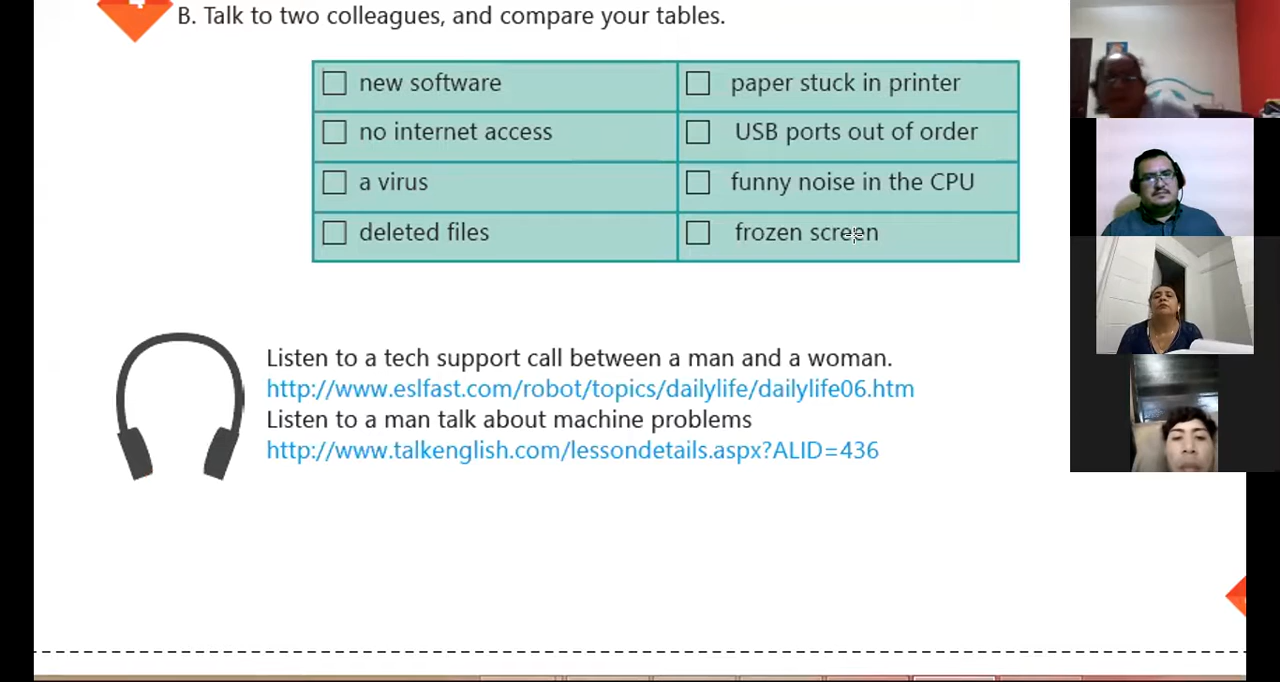 B. Talk to two colleagues, and compare your tables.
new software
paper stuck in printer
no internet access
USB ports out of order
a virus
funny noise in the CPU
deleted files
frozen screen
Listen to a tech support call between a man and a woman.
http://www.eslfast.com/robot/topics/dailylife/dailylife06.htm
Listen to a man talk about machine problems
http://www.talkenglish.com/lessondetails.aspx?ALID=436